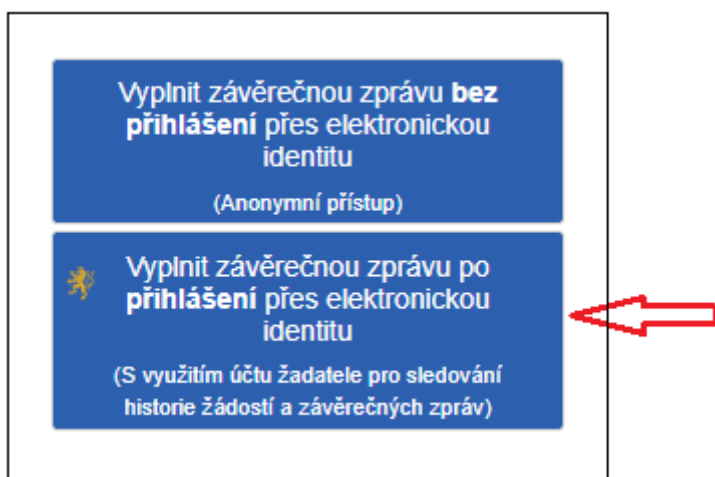 Vyplnit závěrečnou zprávu bez
přihlášení přes elektronickou
identitu
(Anonymní přístup)
Vyplnit závěrečnou zprávu po
přihlášení přes elektronickou
identitu
(S využitím účtu žadatele pro sledování
historie žádostí a závěrečných zpráv)